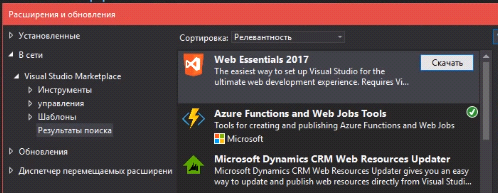 Расширения и обновления
Установленные
В сети
Visual Studio Marketplace
Инструменты
управления
Шаблоны
Результаты поиска
Обновления
Диспетчер перемещаемых расширени
Сортировка: Релевантность
Web Essentials 2017
Скачать
The easiest way to set up Visual Studio for the
ultimate web development experience. Requires Vi...
Azure Functions and Web Jobs Tools
Tools for creating and publishing Azure Functions and Web Jobs
Microsoft
Microsoft Dynamics CRM Web Resources Updater
Microsoft Dynamics CRM Web Resources Updater gives you an easy
way to update and publish web resources directly from Visual Studi...